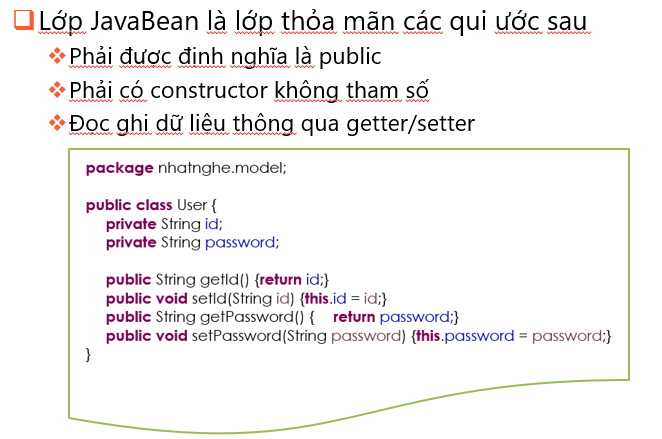 Lớp JavaBean là lớp thỏa mãn các qui ước sau
Phải được định nghĩa là public
Phải có constructor không tham số
Đọc ghi dữ liệu thông qua getter/setter
package nhatnghe.model;
public class User {
private String id;
private String password;
public String getId() {return id;}
public void setId(String id) {this.id = id;}
public String getPassword() { return password;}
public void setPassword(String password) {this.password = password;}
}